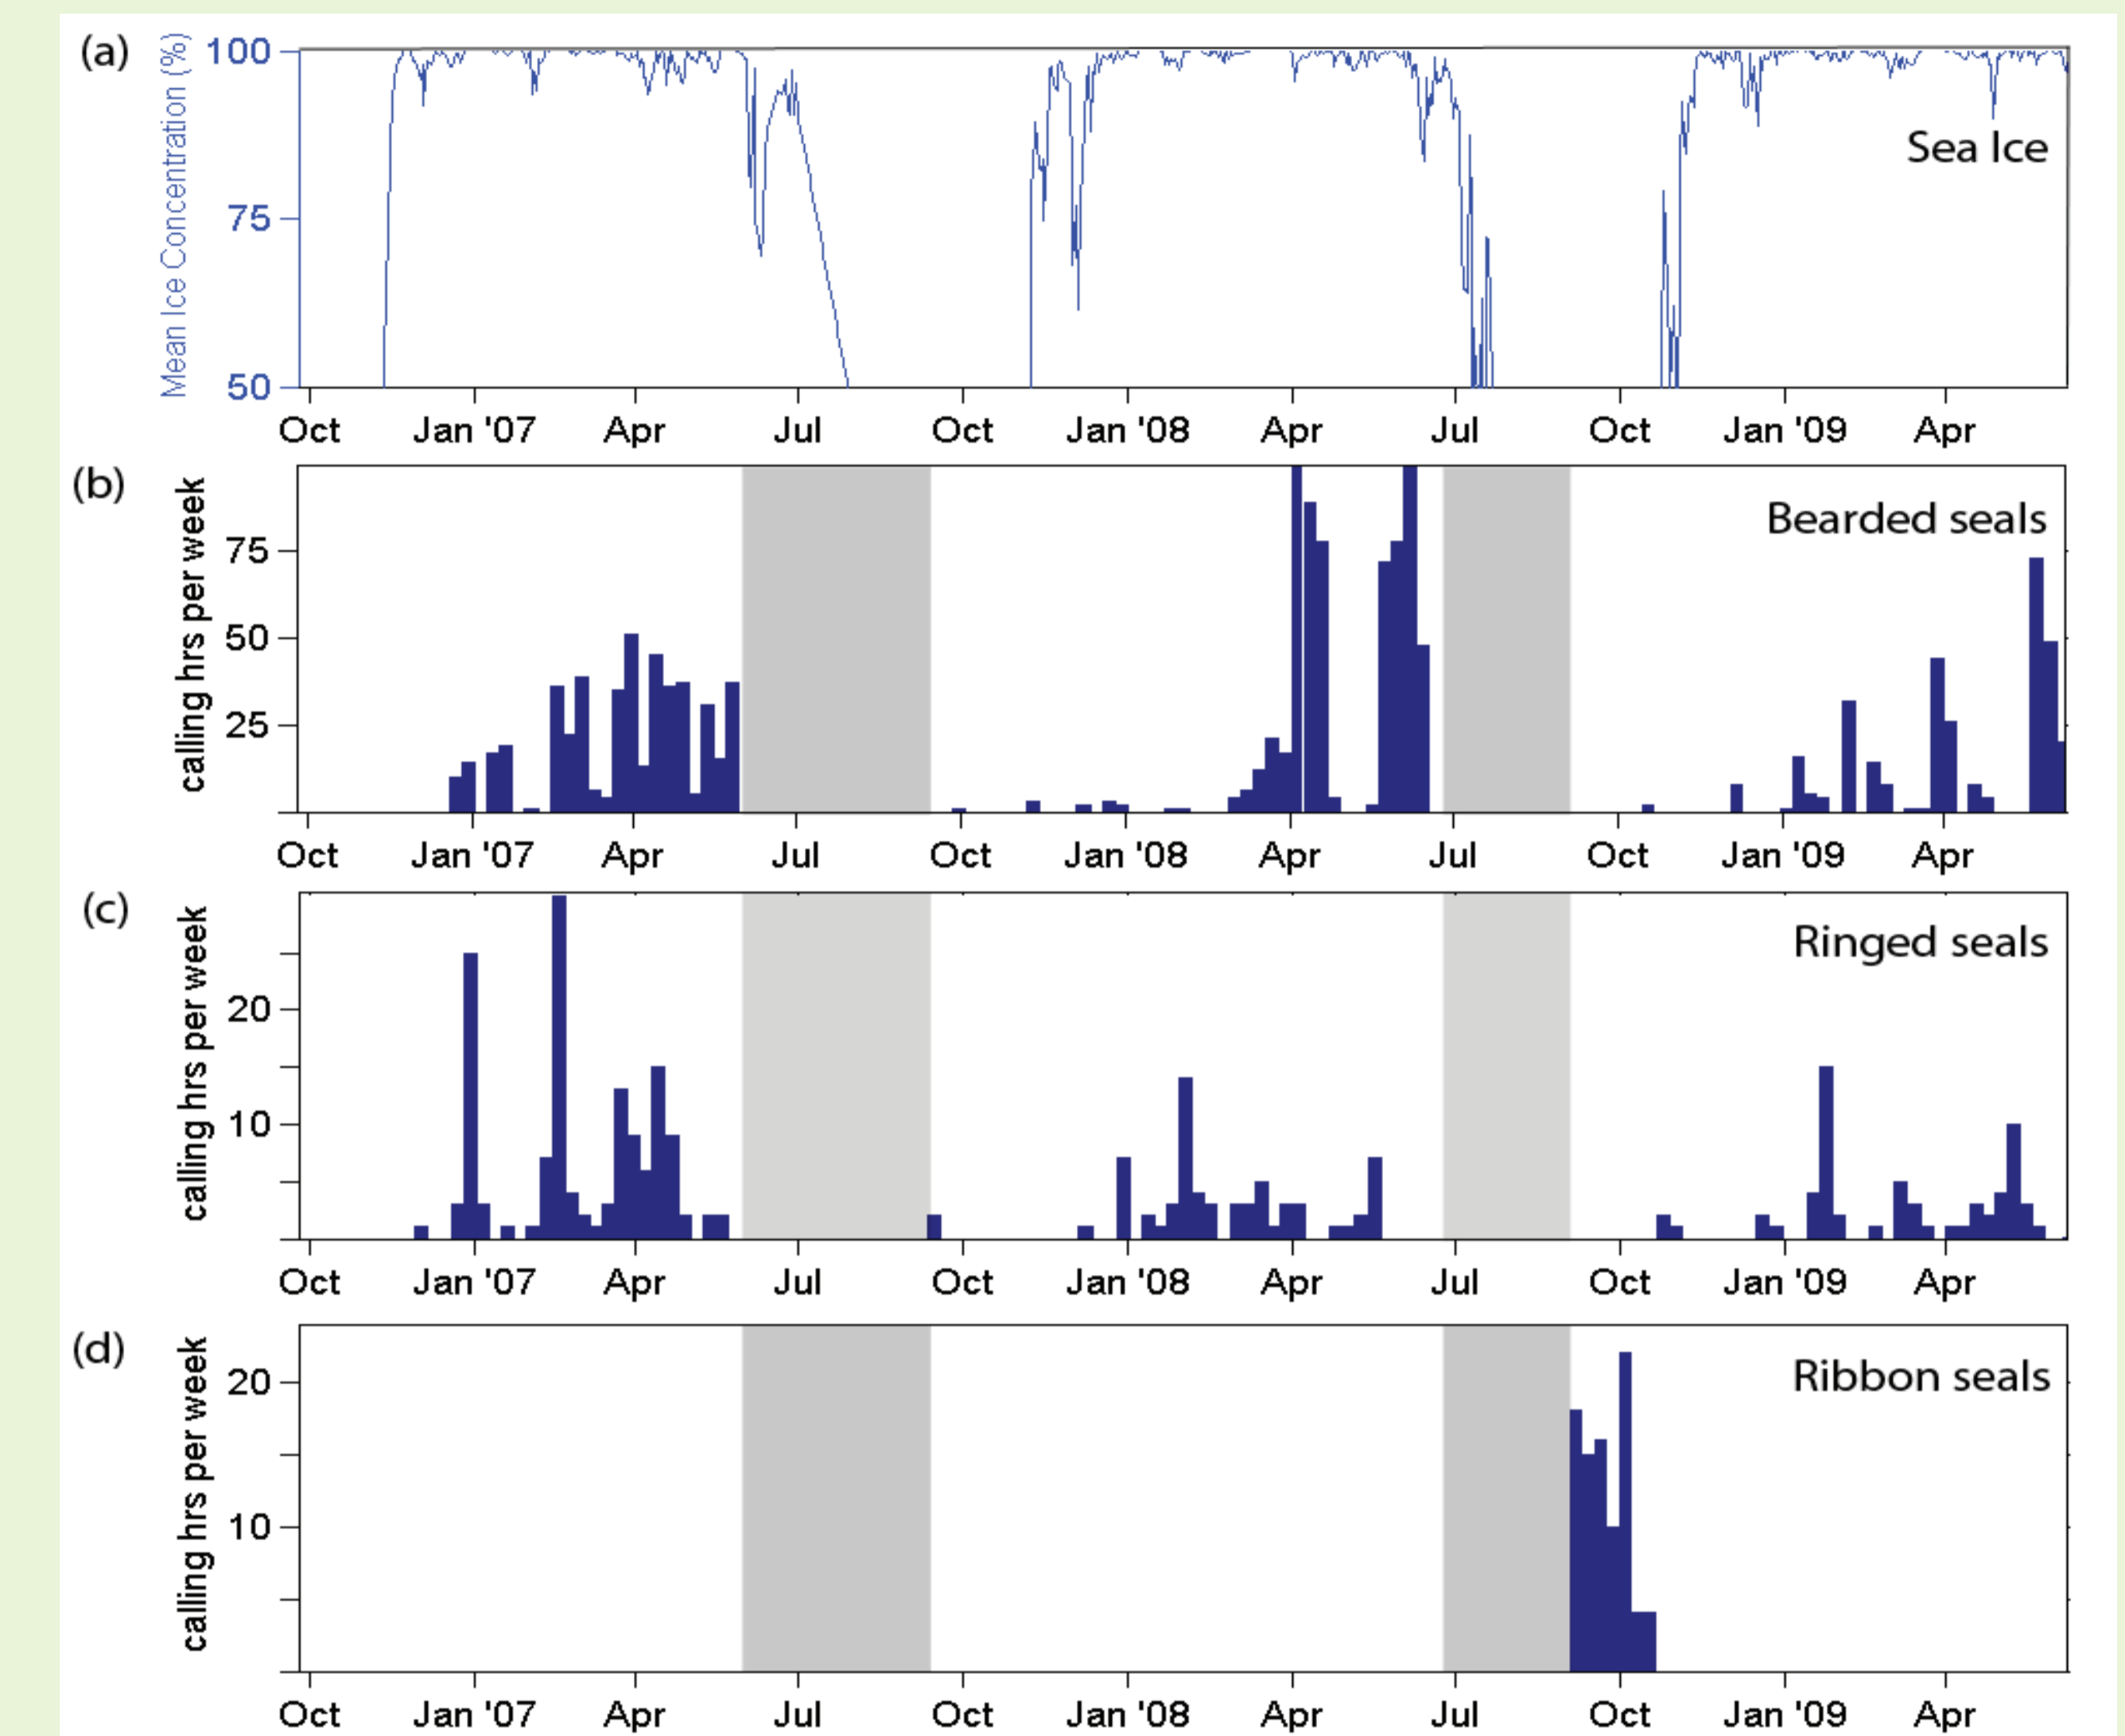 (a)
Mean Ice Concentration (%)
100
75
50
Sea Ice
Oct Jan '07 Apr Jul Oct Jan '08 Apr Jul Oct Jan '09 Apr
(b)
calling hrs per week
75
50
25
Bearded seals
Oct Jan '07 Apr Jul Oct Jan '08 Apr Jul Oct Jan '09 Apr
(c)
calling hrs per week
20
10
Ringed seals
Oct Jan '07 Apr Jul Oct Jan '08 Apr Jul Oct Jan '09 Apr
(d)
calling hrs per week
20
10
Ribbon seals
Oct Jan '07 Apr Jul Oct Jan '08 Apr Jul Oct Jan '09 Apr